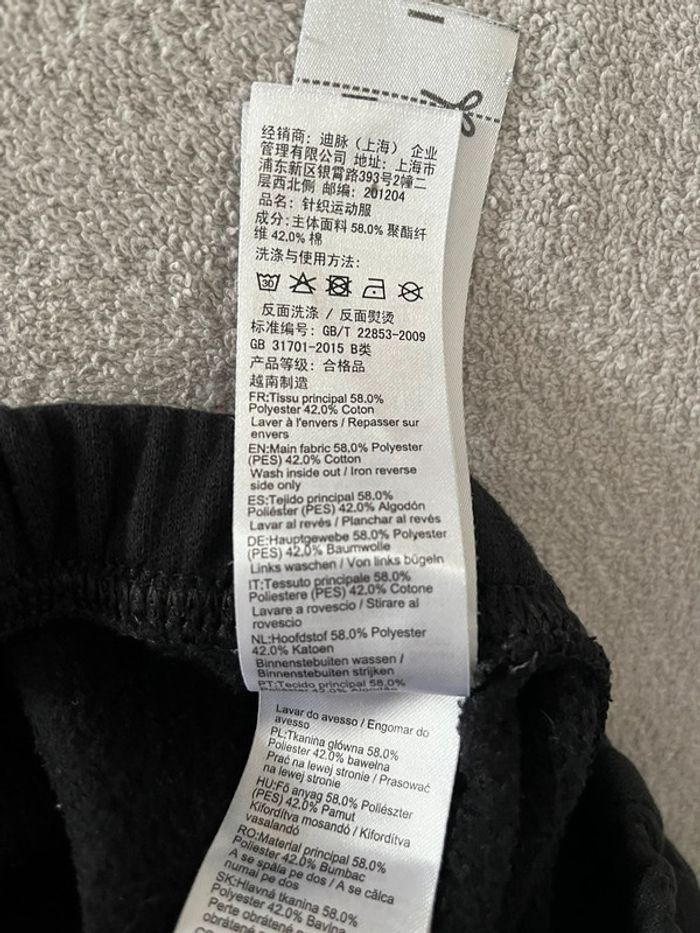 经销商：迪脉（上海）企业
管理有限公司 地址：上海市
浦东新区银霄路393号2幢二
层西北侧 邮编：201204
品名：针织运动服
成分：主体面料 58.0% 聚酯纤
维 42.0% 棉
洗涤与使用方法：
30
反面洗涤 / 反面熨烫
标准编号：GB/T 22853-2009
GB 31701-2015 B类
产品等级：合格品
越南制造
FR:Tissu principal 58.0%
Polyester 42.0% Coton
Laver à l'envers / Repasser sur
envers
EN:Main fabric 58.0% Polyester
(PES) 42.0% Cotton
Wash inside out / Iron reverse
side only
ES:Tejido principal 58.0%
Poliéster (PES) 42.0% Algodón
Lavar al revés / Planchar al revés
DE:Hauptgewebe 58.0% Polyester
(PES) 42.0% Baumwolle
Links waschen / Von links bügeln
IT:Tessuto principale 58.0%
Poliestere (PES) 42.0% Cotone
Lavare a rovescio / Stirare al
rovescio
NL:Hoofdstof 58.0% Polyester
42.0% Katoen
Binnenstebuiten wassen /
Binnenstebuiten strijken
PT:Tecido principal 58.0%
Poliéster 42.0% Algodão
Lavar do avesso / Engomar do
avesso
PL:Tkanina główna 58.0%
Poliester 42.0% bawełna
Prać na lewej stronie / Prasować
na lewej stronie
HU:Fő anyag 58.0% Poliészter
(PES) 42.0% Pamut
Kifordítva mosandó / Kifordítva
vasalandó
RO:Material principal 58.0%
Poliester 42.0% Bumbac
A se spăla pe dos / A se călca
numai pe dos
SK:Hlavná tkanina 58.0%
Polyester 42.0% Bavlna
Perte obrátené
obrátené